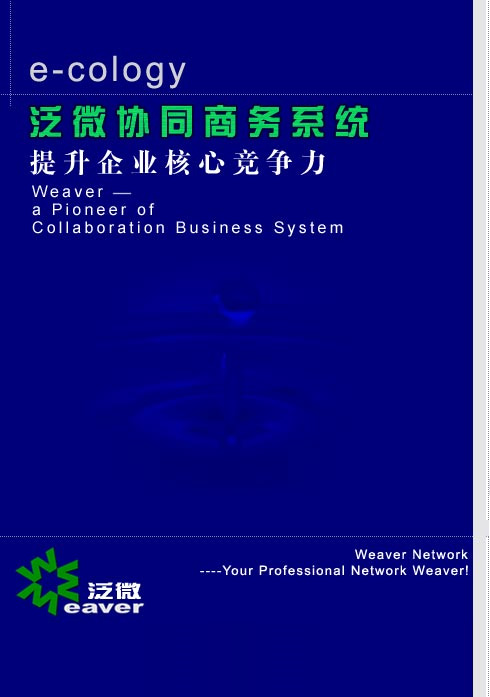 e-cology
泛微协同商务系统
提升企业核心竞争力
Weaver —
a Pioneer of
Collaboration Business System
Weaver Network
----Your Professional Network Weaver!
泛微
eaver